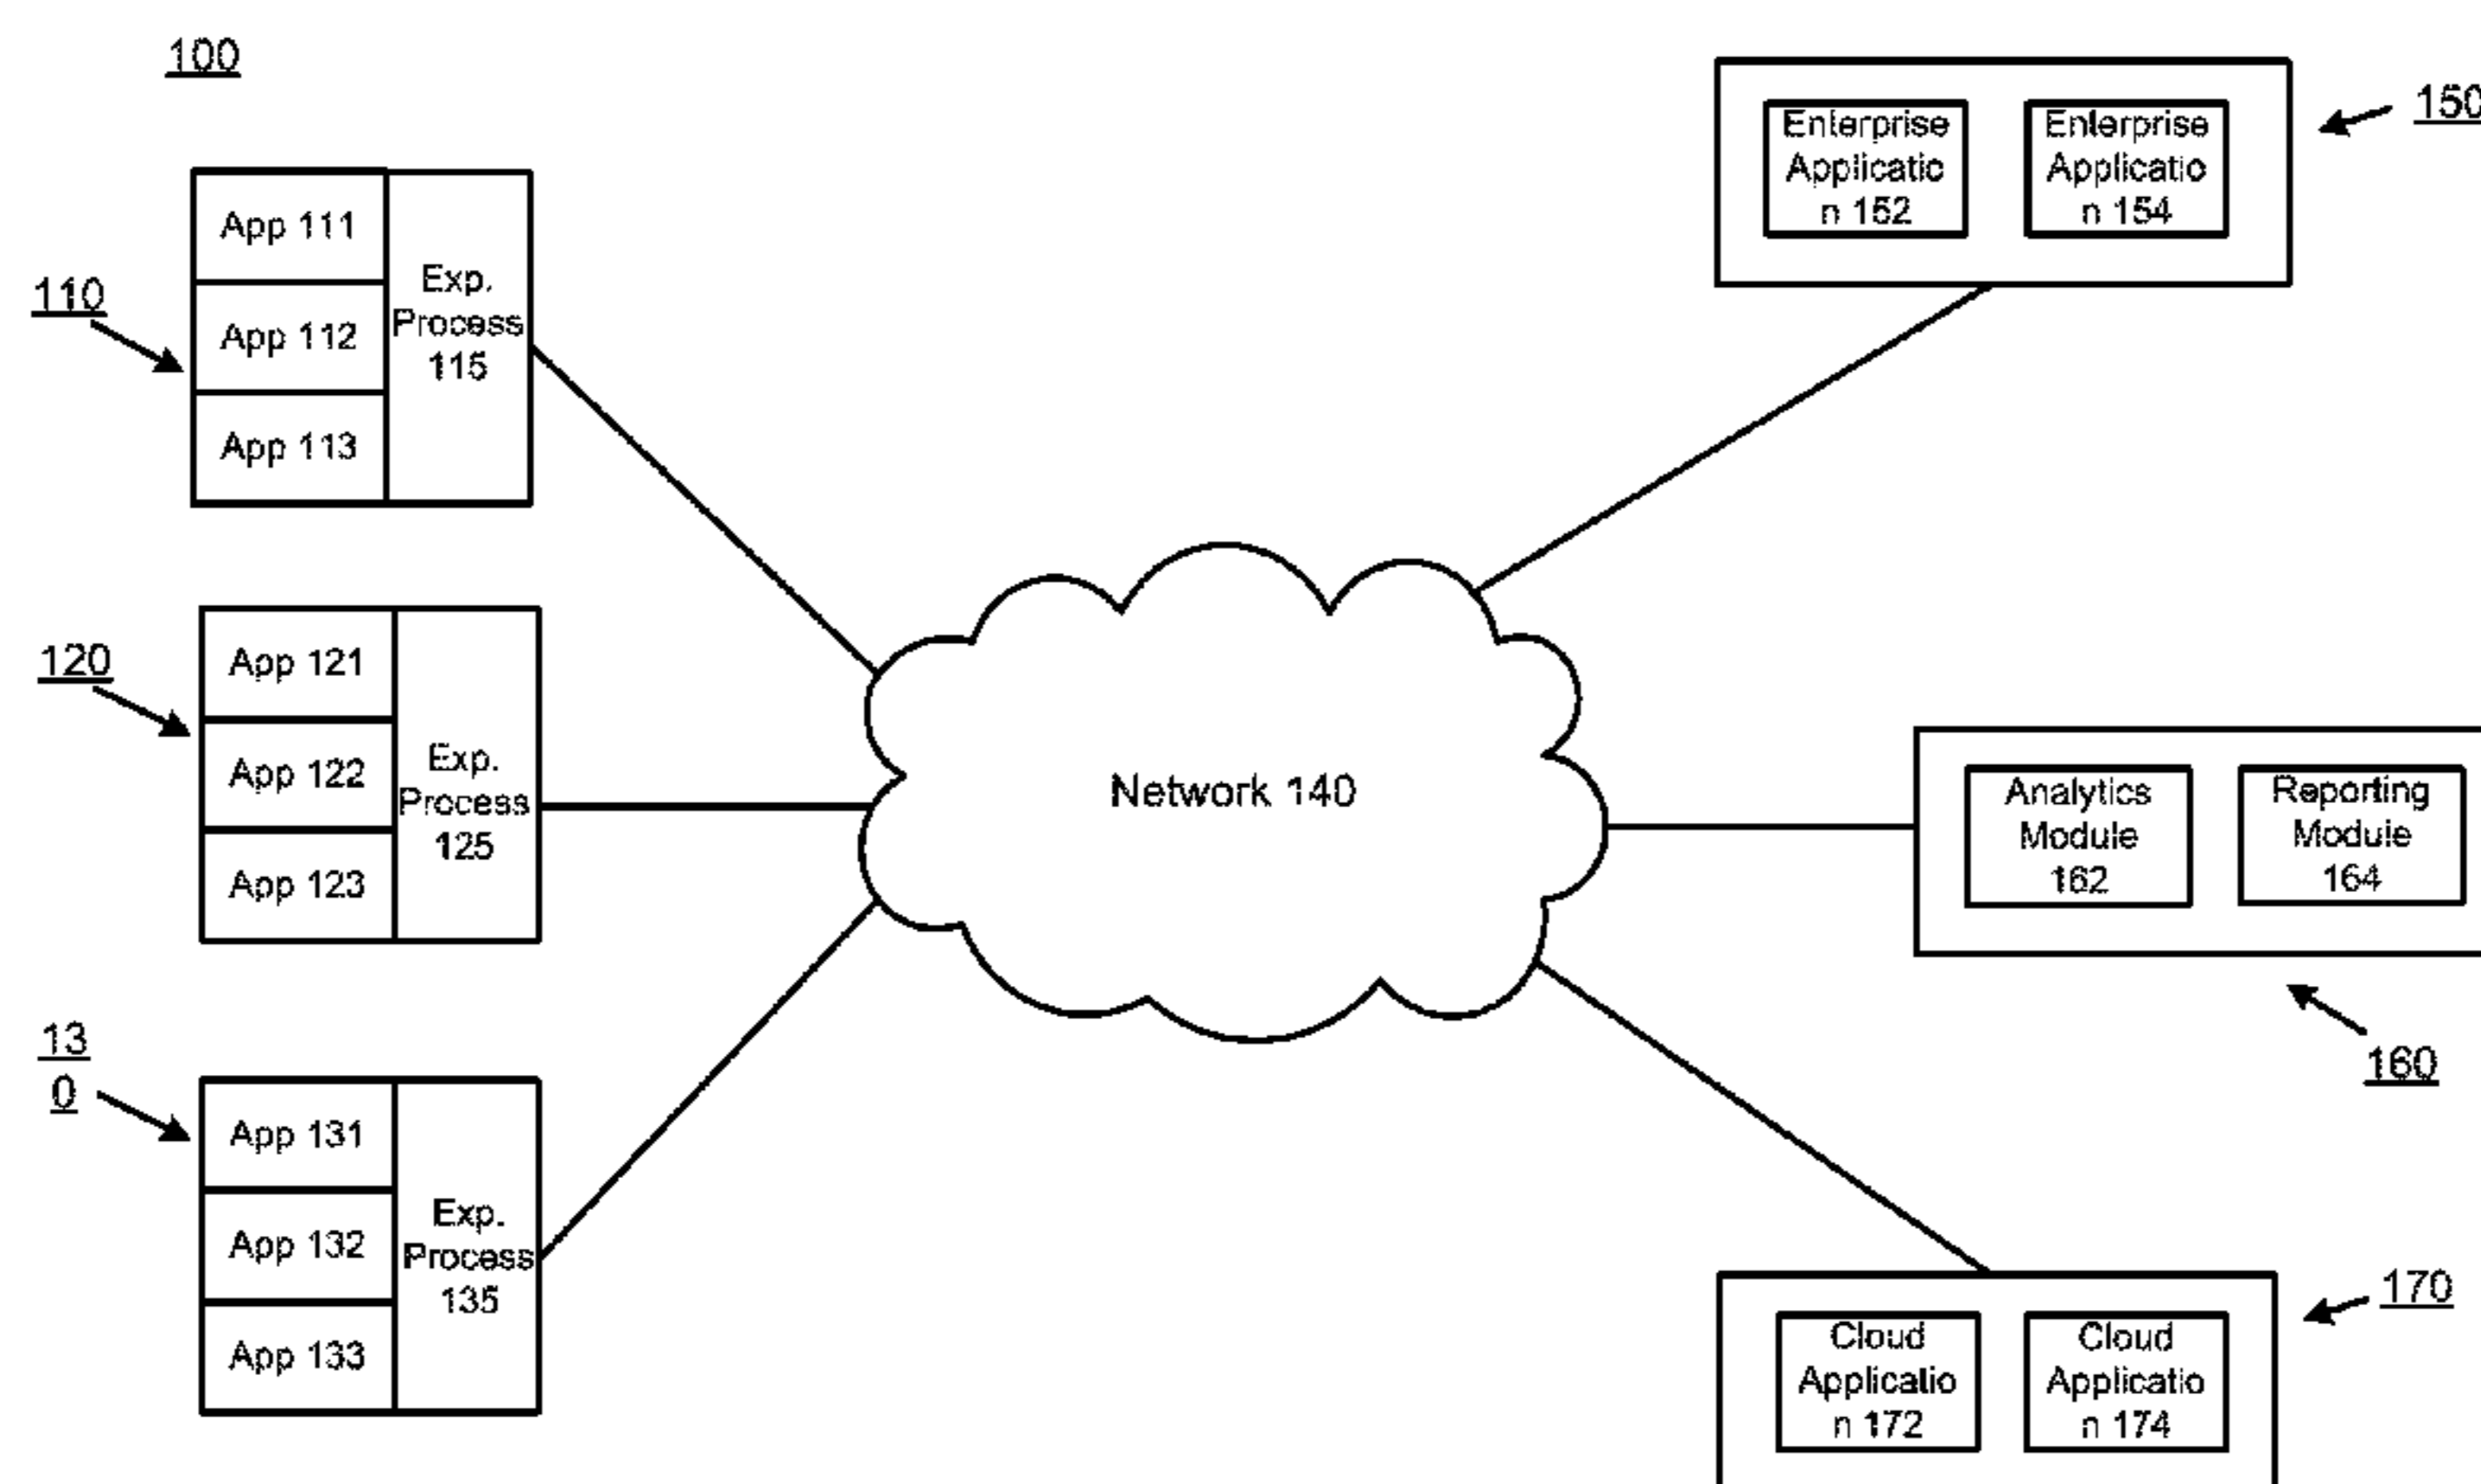 100
150
Enterprise
Applicatio
n 152
Enterprise
Applicatio
n 154
110
App 111
App 112
App 113
Exp.
Process
115
120
App 121
App 122
App 123
Exp.
Process
125
Network 140
Analytics
Module
162
Reporting
Module
164
160
13
0
App 131
App 132
App 133
Exp.
Process
135
170
Cloud
Applicatio
n 172
Cloud
Applicatio
n 174